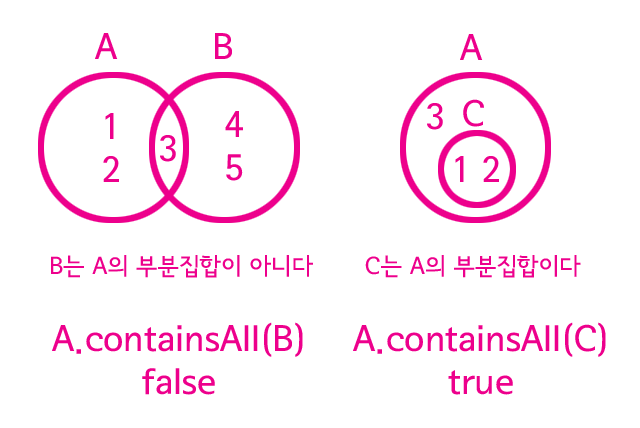 A B
1 3 4
2 5
B는 A의 부분집합이 아니다
A.containsAll(B)
false
A
3 C
1 2
C는 A의 부분집합이다
A.containsAll(C)
true